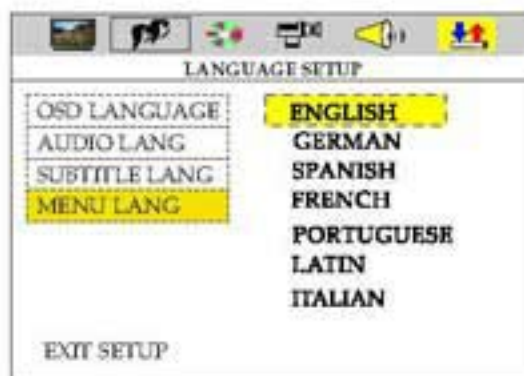 LANGUAGE SETUP
OSD LANGUAGE
AUDIO LANG
SUBTITLE LANG
MENU LANG
ENGLISH
GERMAN
SPANISH
FRENCH
PORTUGUESE
LATIN
ITALIAN
EXIT SETUP